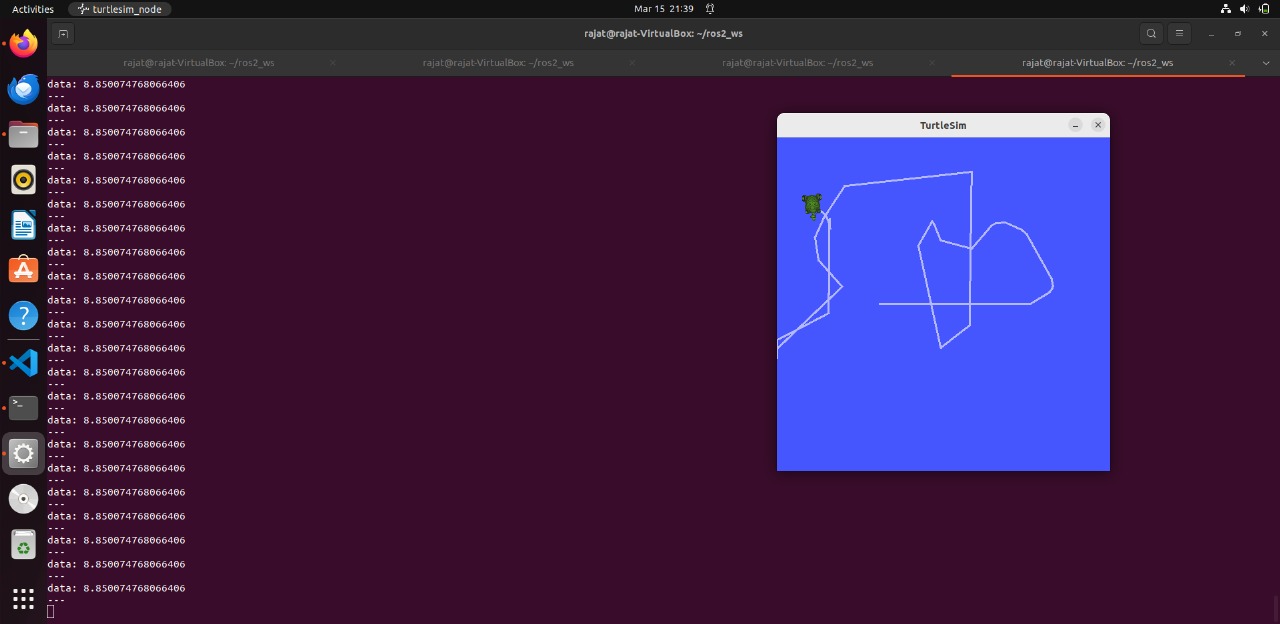 Activities turtlesim_node Mar 15 21:39
rajat@rajat-VirtualBox: ~/ros2_ws
rajat@rajat-VirtualBox: ~/ros2_ws rajat@rajat-VirtualBox: ~/ros2_ws rajat@rajat-VirtualBox: ~/ros2_ws rajat@rajat-VirtualBox: ~/ros2_ws
data: 8.850074768066406
---
data: 8.850074768066406
---
data: 8.850074768066406
---
data: 8.850074768066406
---
data: 8.850074768066406
---
data: 8.850074768066406
---
data: 8.850074768066406
---
data: 8.850074768066406
---
data: 8.850074768066406
---
data: 8.850074768066406
---
data: 8.850074768066406
---
data: 8.850074768066406
---
data: 8.850074768066406
---
data: 8.850074768066406
---
data: 8.850074768066406
---
data: 8.850074768066406
---
data: 8.850074768066406
---
data: 8.850074768066406
---
data: 8.850074768066406
---
data: 8.850074768066406
---
data: 8.850074768066406
---
data: 8.850074768066406
---
TurtleSim